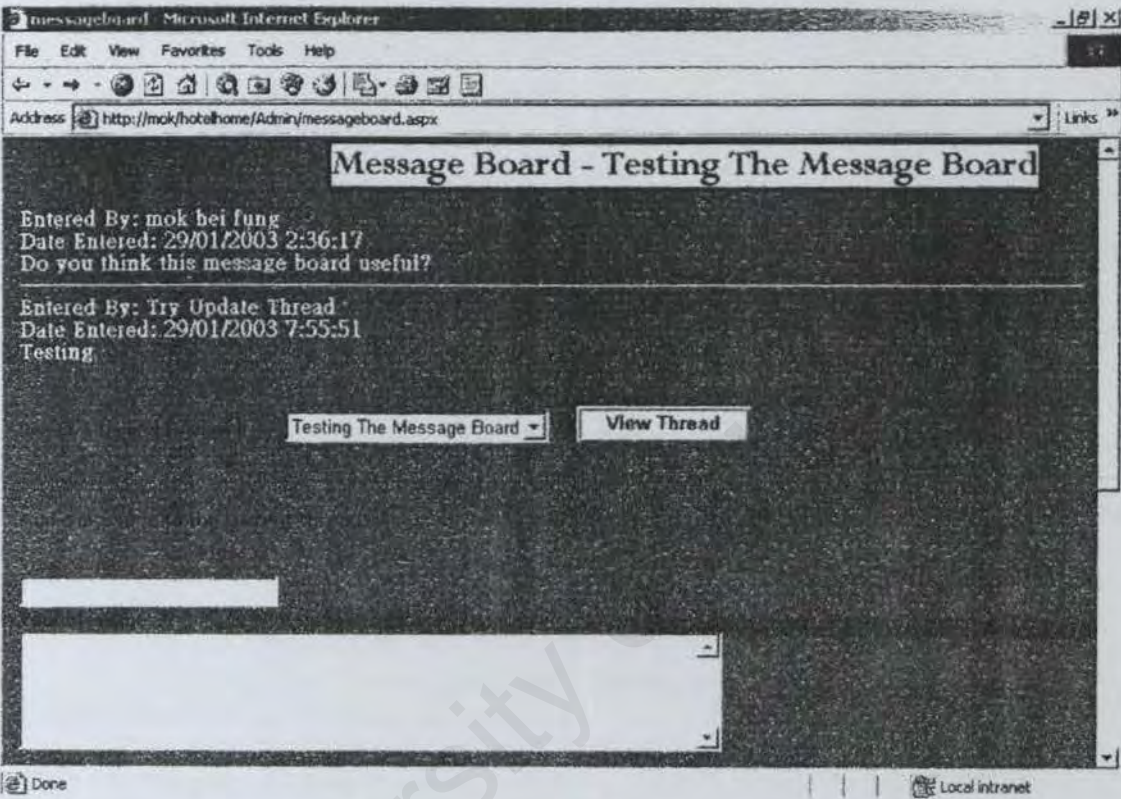 messageboard - Microsoft Internet Explorer
File Edit View Favorites Tools Help
Address http://mok/hotelhome/Admin/messageboard.aspx Links »
Message Board - Testing The Message Board
Entered By: mok hei fung
Date Entered: 29/01/2003 2:36:17
Do you think this message board useful?
Entered By: Try Update Thread
Date Entered: 29/01/2003 7:55:51
Testing
Testing The Message Board View Thread
Done Local intranet